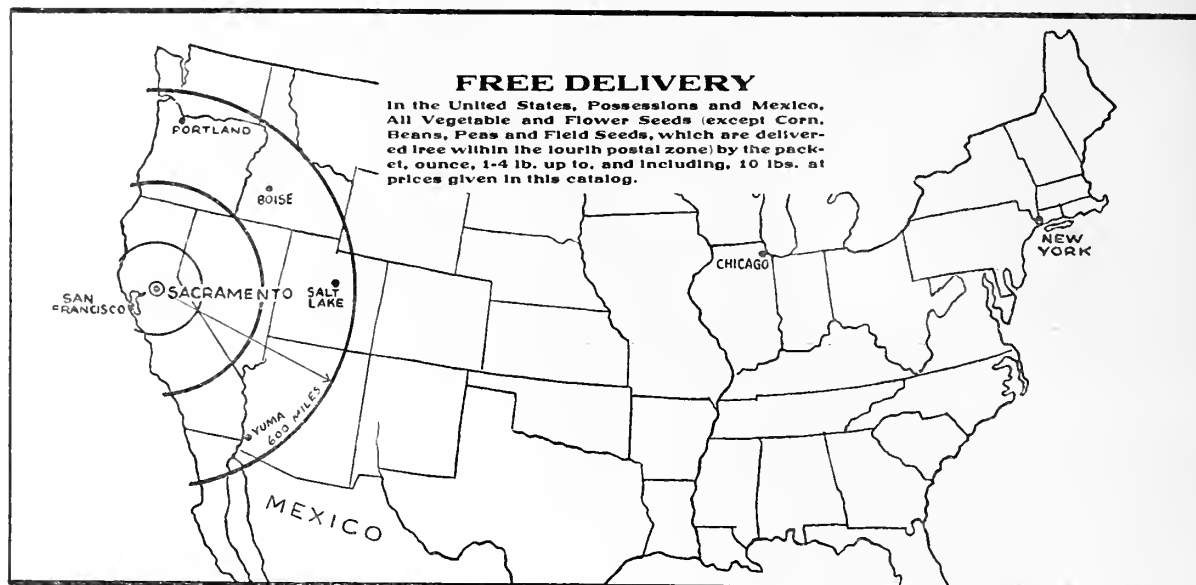 FREE DELIVERY
In the United States, Possessions and Mexico,
All Vegetable and Flower Seeds (except Corn,
Beans, Peas and Field Seeds, which are deliver-
ed free within the fourth postal zone) by the pack-
et, ounce, 1-4 lb. up to, and including, 10 lbs. at
prices given in this catalog.
PORTLAND
BOISE
SACRAMENTO
SAN
FRANCISCO
SALT
LAKE
CHICAGO
NEW
YORK
YUMA
600 MILES
MEXICO